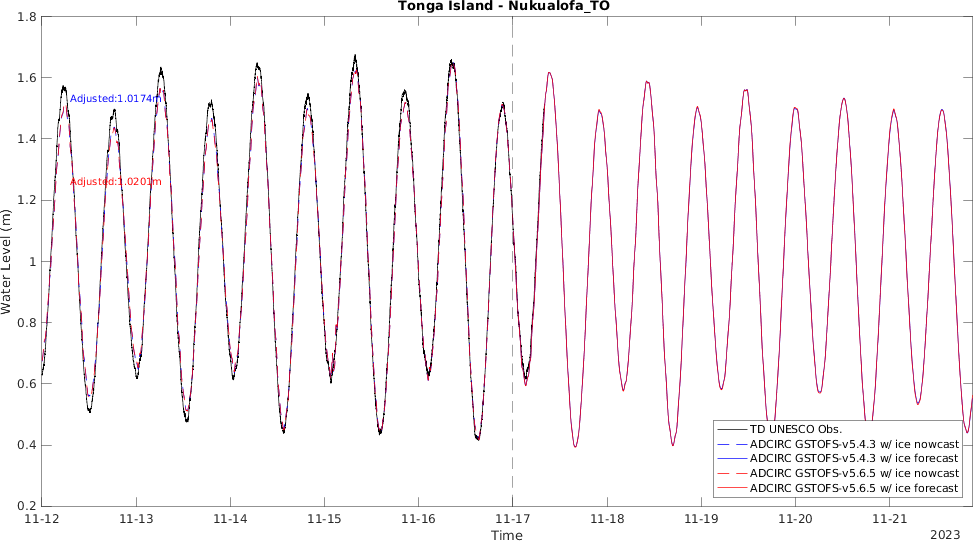 Tonga Island - Nukualofa_TO
1.8
1.6
1.4
1.2
1
0.8
0.6
0.4
0.2
Water Level (m)
Adjusted:1.0174m
Adjusted:1.0201m
TD UNESCO Obs.
ADCIRC GSTOFS-v5.4.3 w/ ice nowcast
ADCIRC GSTOFS-v5.4.3 w/ ice forecast
ADCIRC GSTOFS-v5.6.5 w/ ice nowcast
ADCIRC GSTOFS-v5.6.5 w/ ice forecast
11-12 11-13 11-14 11-15 11-16 11-17 11-18 11-19 11-20 11-21
Time
2023